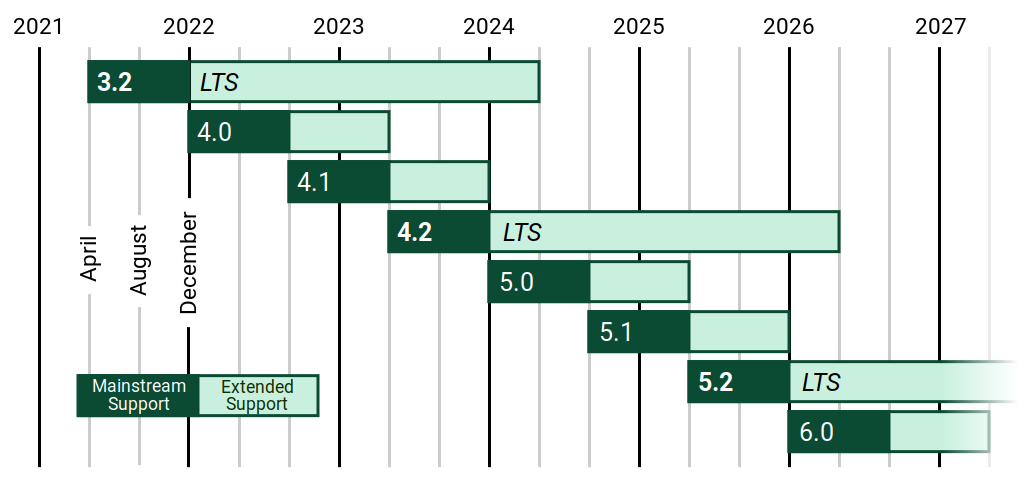 2021 2022 2023 2024 2025 2026 2027
3.2 LTS
4.0
4.1
4.2 LTS
April August December
5.0
5.1
5.2 LTS
Mainstream Support
Extended Support
6.0